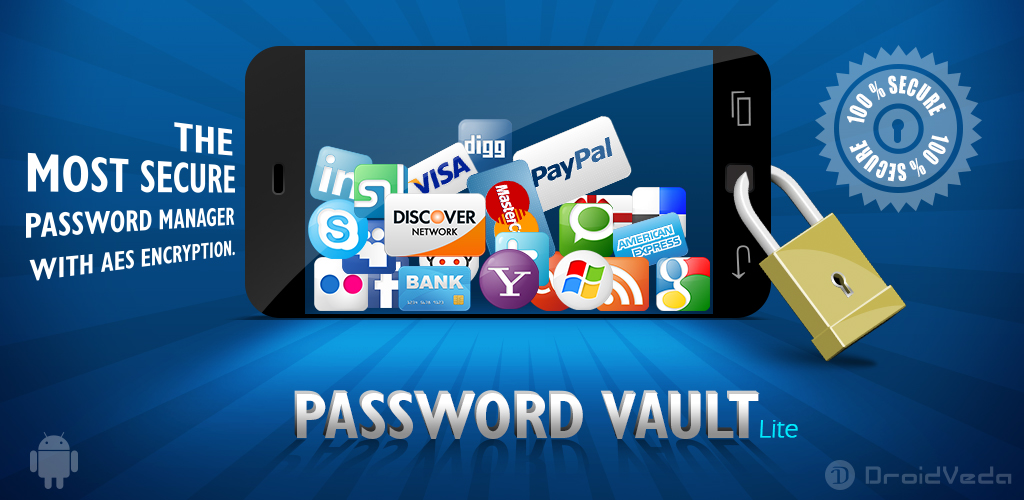 THE
MOST SECURE
PASSWORD MANAGER
WITH AES ENCRYPTION.
digg
in
S
VISA
PayPal
DISCOVER
NETWORK
Master
S
AMERICAN
EXPRESS
f
BANK
Y
g
100% SECURE
100% SECURE
PASSWORD VAULT Lite
DroidVeda